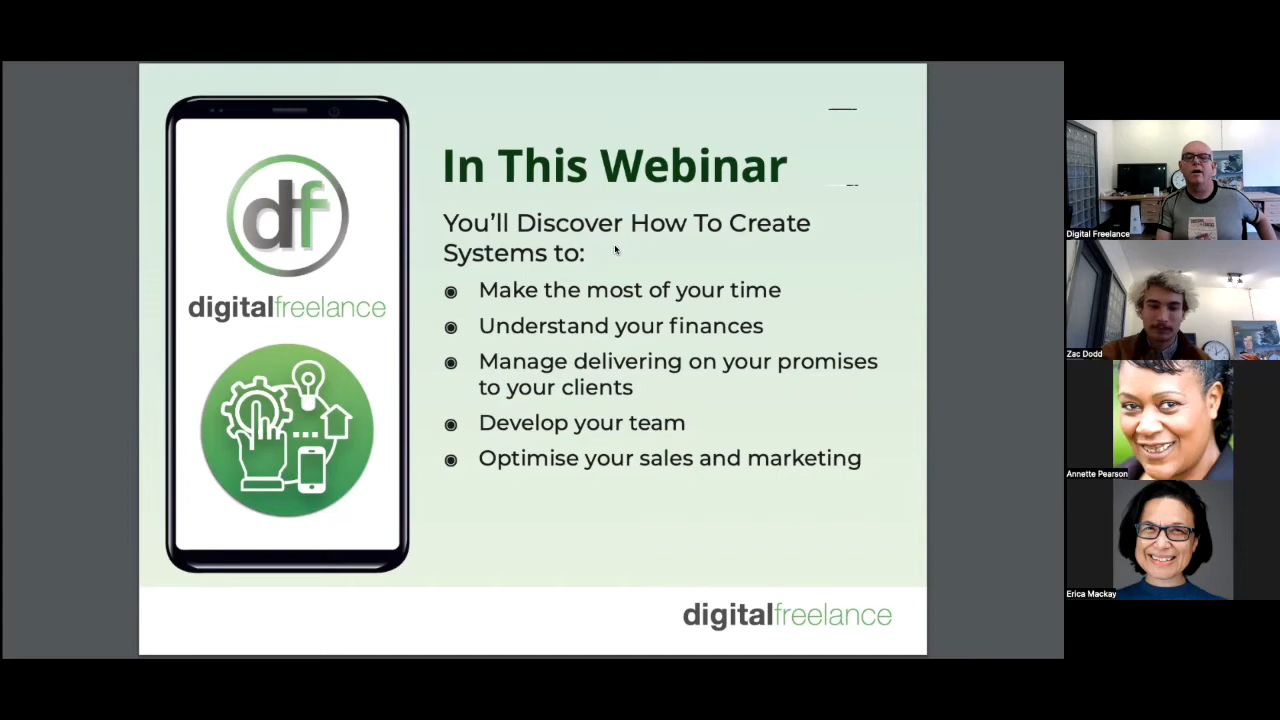 df
digitalfreelance
In This Webinar
You’ll Discover How To Create
Systems to:
Make the most of your time
Understand your finances
Manage delivering on your promises
to your clients
Develop your team
Optimise your sales and marketing
digitalfreelance
Digital Freelance
Zac Dodd
Annette Pearson
Erica Mackay